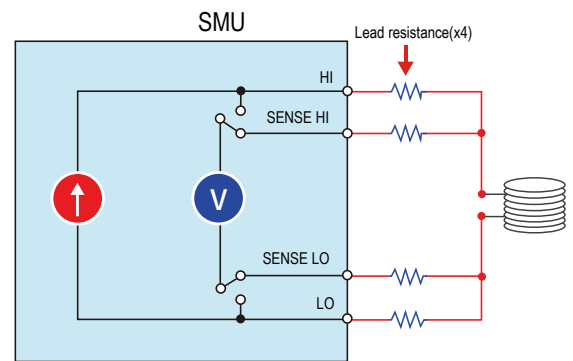 SMU
Lead resistance(x4)
HI
SENSE HI
V
SENSE LO
LO